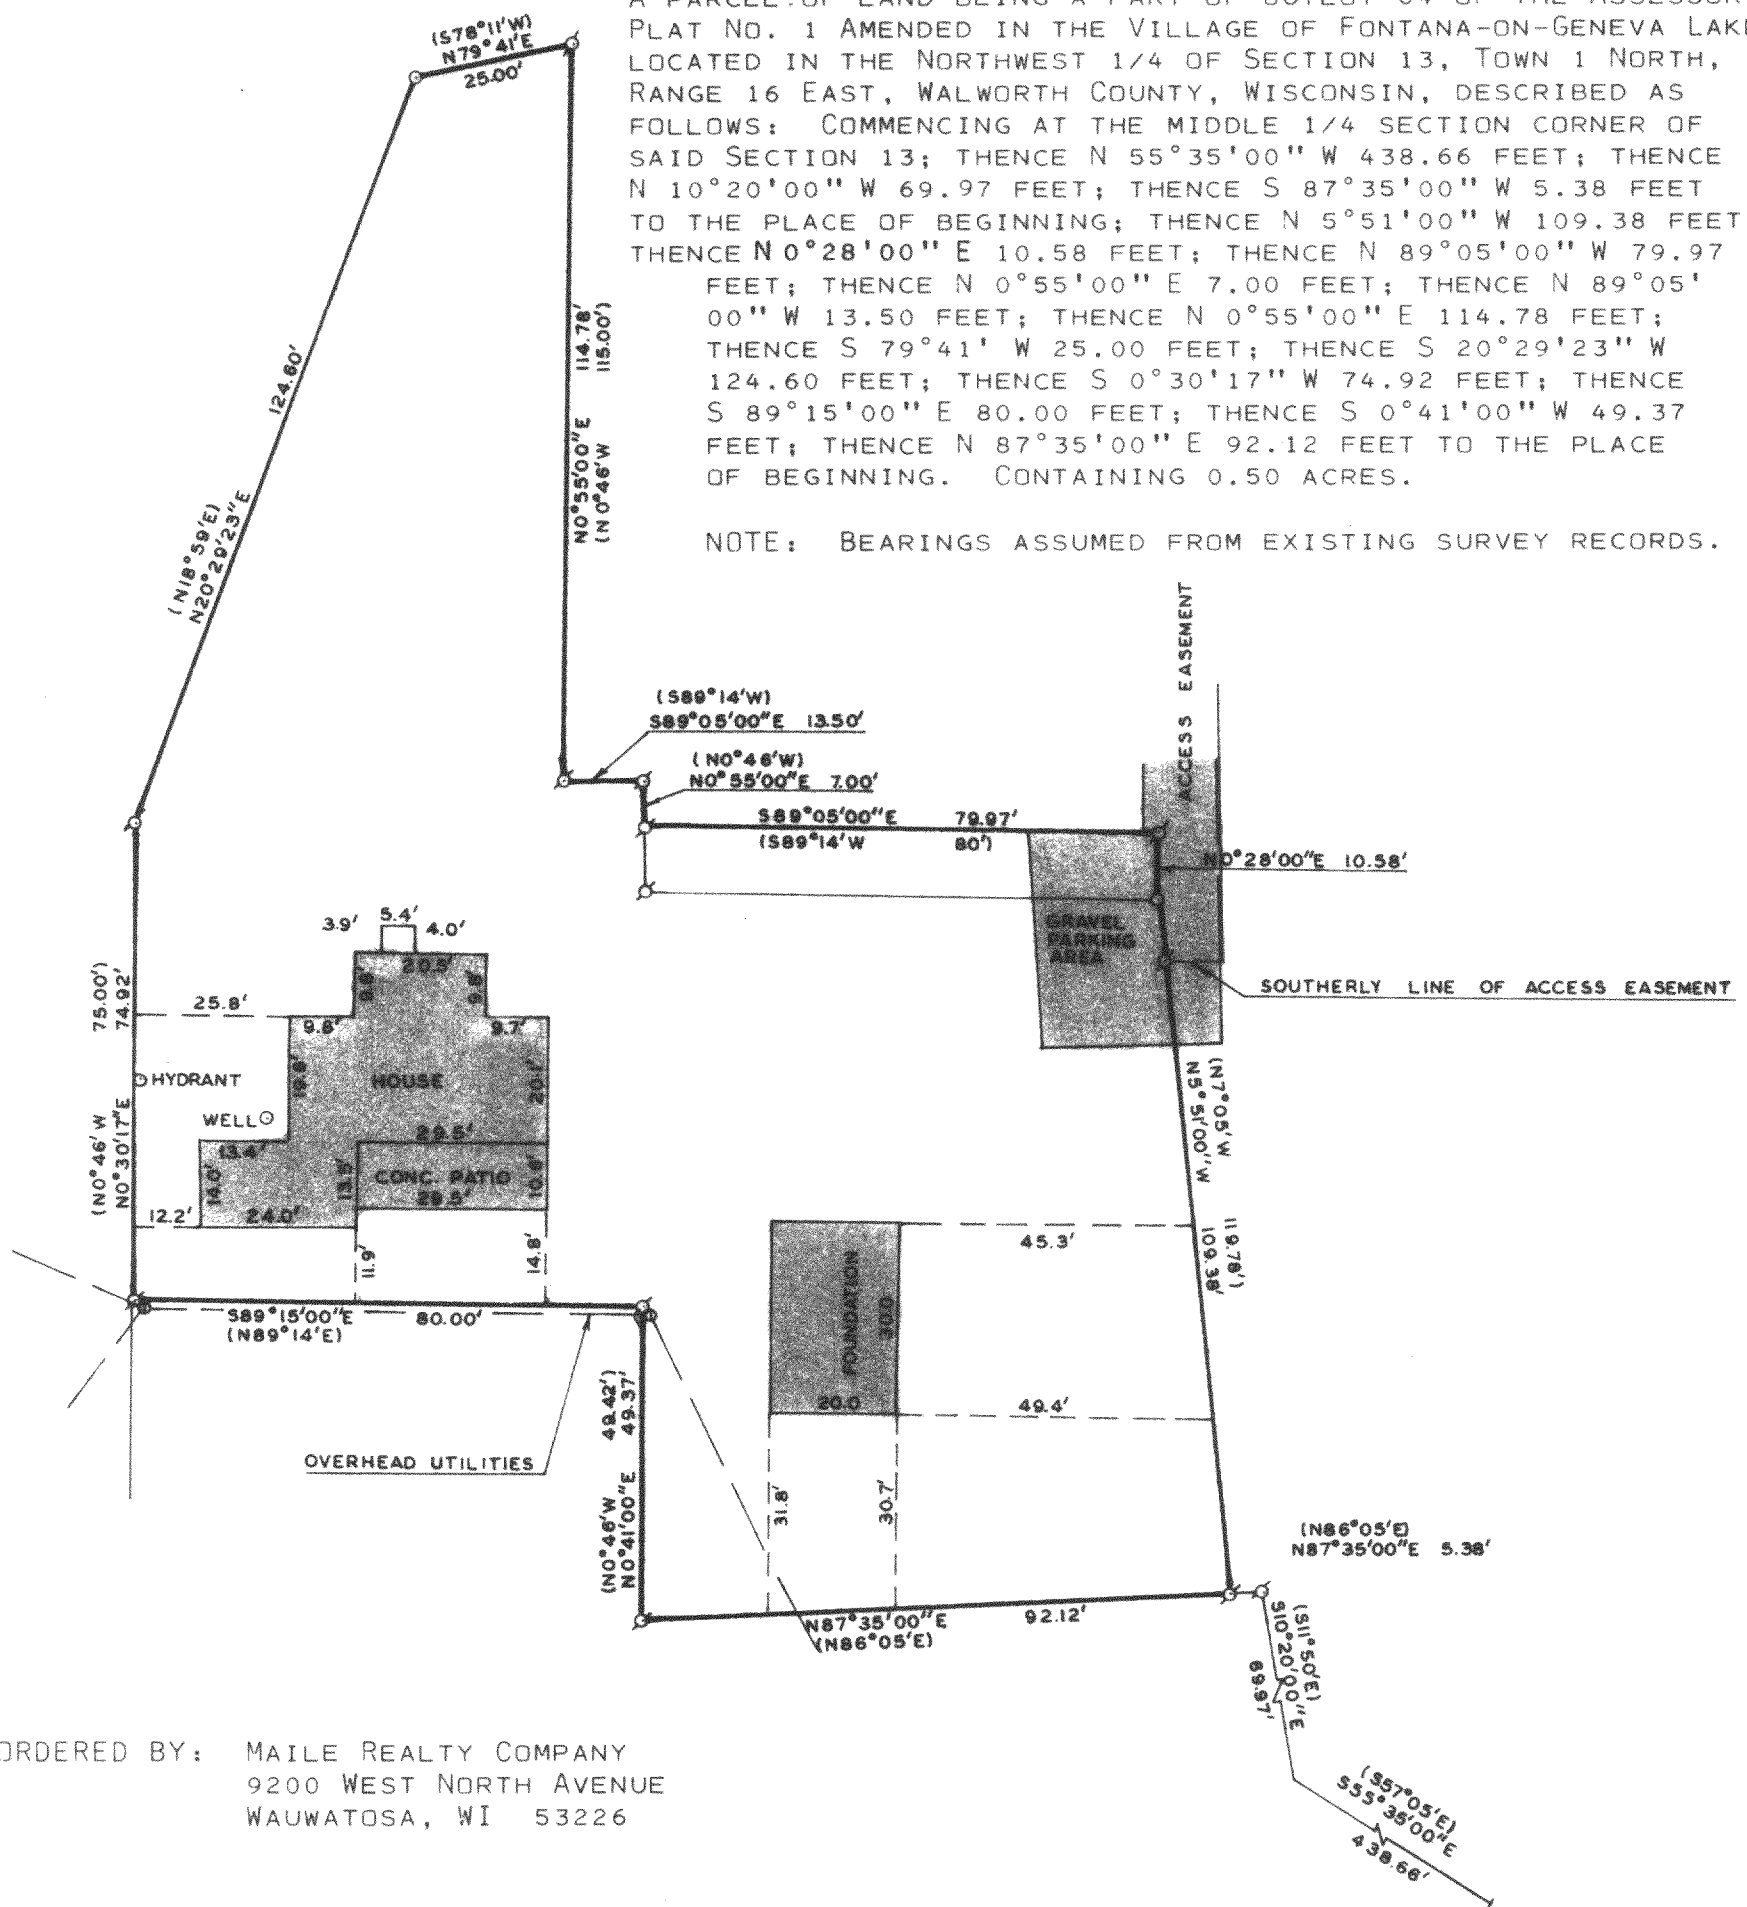 PLAT NO. 1 AMENDED IN THE VILLAGE OF FONTANA-ON-GENEVA LAKE
LOCATED IN THE NORTHWEST 1/4 OF SECTION 13, TOWN 1 NORTH,
RANGE 16 EAST, WALWORTH COUNTY, WISCONSIN, DESCRIBED AS
FOLLOWS: COMMENCING AT THE MIDDLE 1/4 SECTION CORNER OF
SAID SECTION 13; THENCE N 55°35'00" W 438.66 FEET; THENCE
N 10°20'00" W 69.97 FEET; THENCE S 87°35'00" W 5.38 FEET
TO THE PLACE OF BEGINNING; THENCE N 5°51'00" W 109.38 FEET
THENCE N 0°28'00" E 10.58 FEET; THENCE N 89°05'00" W 79.97
FEET; THENCE N 0°55'00" E 7.00 FEET; THENCE N 89°05'
00" W 13.50 FEET; THENCE N 0°55'00" E 114.78 FEET;
THENCE S 79°41' W 25.00 FEET; THENCE S 20°29'23" W
124.60 FEET; THENCE S 0°30'17" W 74.92 FEET; THENCE
S 89°15'00" E 80.00 FEET; THENCE S 0°41'00" W 49.37
FEET; THENCE N 87°35'00" E 92.12 FEET TO THE PLACE
OF BEGINNING. CONTAINING 0.50 ACRES.
NOTE: BEARINGS ASSUMED FROM EXISTING SURVEY RECORDS.
(S78°11'W)
N79°41'E
25.00'
124.60'
(N18°59'E)
N20°29'23"E
114.78'
115.00')
N0°55'00"E
(N0°46'W
ACCESS EASEMENT
(S89°14'W)
S89°05'00"E 13.50'
(N0°46'W)
N0°55'00"E 7.00'
S89°05'00"E 79.97'
(S89°14'W 80')
N0°28'00"E 10.58'
GRAVEL
PARKING
AREA
SOUTHERLY LINE OF ACCESS EASEMENT
3.9'
5.4'
4.0'
20.5'
9.8'
9.8'
75.00')
74.92'
25.8'
9.8'
9.7'
HYDRANT
19.8'
HOUSE
20.1'
WELL
(N0°46'W
N0°30'17"E
29.5'
13.4'
14.0'
13.5'
CONC. PATIO
29.5'
10.6'
12.2'
24.0'
11.9'
14.8'
S89°15'00"E 80.00'
(N89°14'E)
OVERHEAD UTILITIES
49.42')
49.37'
(N0°46'W
N0°41'00"E
FOUNDATION
30.0
20.0
45.3'
49.4'
31.8'
30.7'
(N7°05'W
N5°51'00"W
119.78')
109.38'
N87°35'00"E 92.12'
(N86°05'E)
(N86°05'E)
N87°35'00"E 5.38'
(S11°50'E)
S10°20'00"E
69.97'
(S57°05'E)
S55°35'00"E
438.66'
ORDERED BY: MAILE REALTY COMPANY
9200 WEST NORTH AVENUE
WAUWATOSA, WI 53226